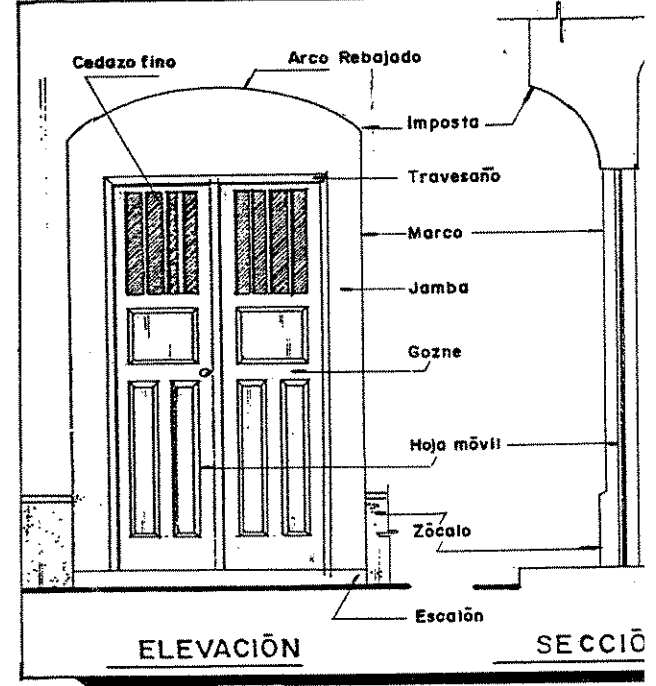 Cedazo fino
Arco Rebajado
Imposta
Travesaño
Marco
Jamba
Gozne
Hoja móvil
Zócalo
Escalón
ELEVACIÓN
SECCIÓ